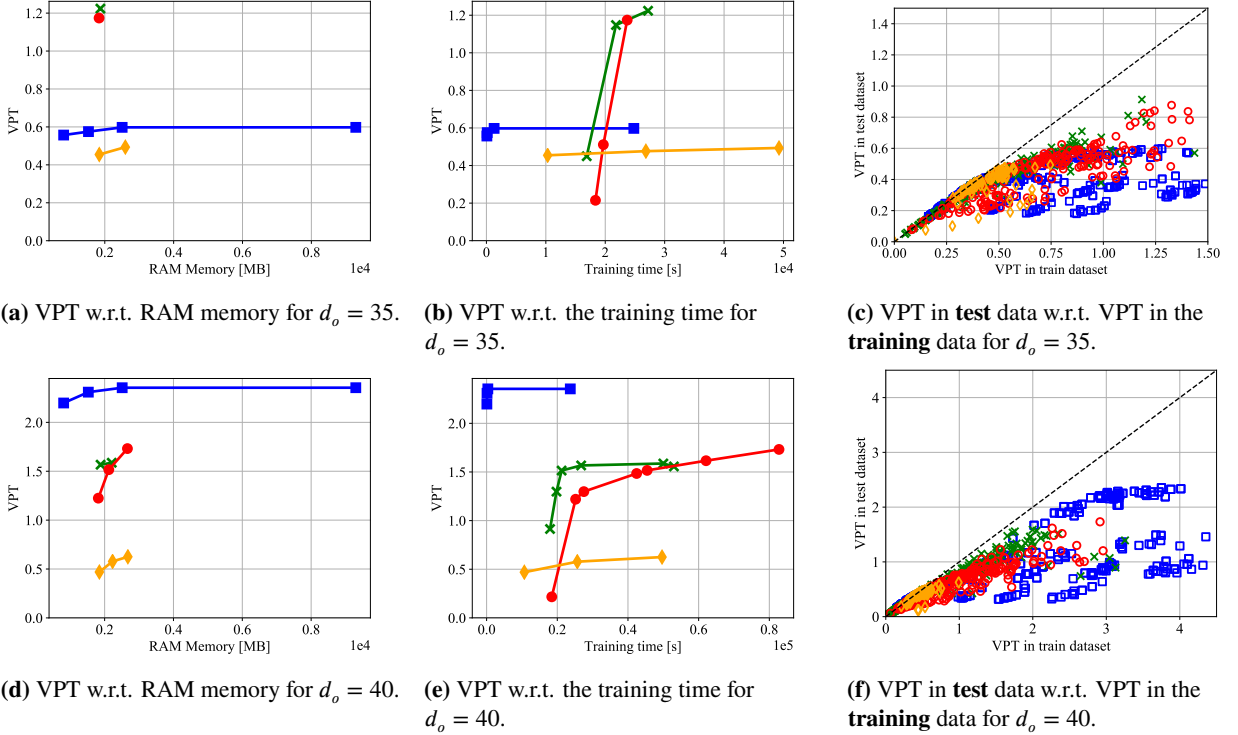 1.2
1.0
0.8
0.6
0.4
0.2
0.0
VPT
0.2 0.4 0.6 0.8
RAM Memory [MB]
1e4
1.2
1.0
0.8
0.6
0.4
0.2
0.0
VPT
0 1 2 3 4 5
Training time [s]
1e4
1.4
1.2
1.0
0.8
0.6
0.4
0.2
0.0
VPT in test dataset
0.0 0.25 0.50 0.75 1.00 1.25 1.50
VPT in train dataset
(a) VPT w.r.t. RAM memory for dₒ = 35.
(b) VPT w.r.t. the training time for
dₒ = 35.
(c) VPT in test data w.r.t. VPT in the
training data for dₒ = 35.
2.0
1.5
1.0
0.5
0.0
VPT
0.2 0.4 0.6 0.8
RAM Memory [MB]
1e4
2.0
1.5
1.0
0.5
0.0
VPT
0.0 0.2 0.4 0.6 0.8
Training time [s]
1e5
4
3
2
1
0
VPT in test dataset
0 1 2 3 4
VPT in train dataset
(d) VPT w.r.t. RAM memory for dₒ = 40.
(e) VPT w.r.t. the training time for
dₒ = 40.
(f) VPT in test data w.r.t. VPT in the
training data for dₒ = 40.